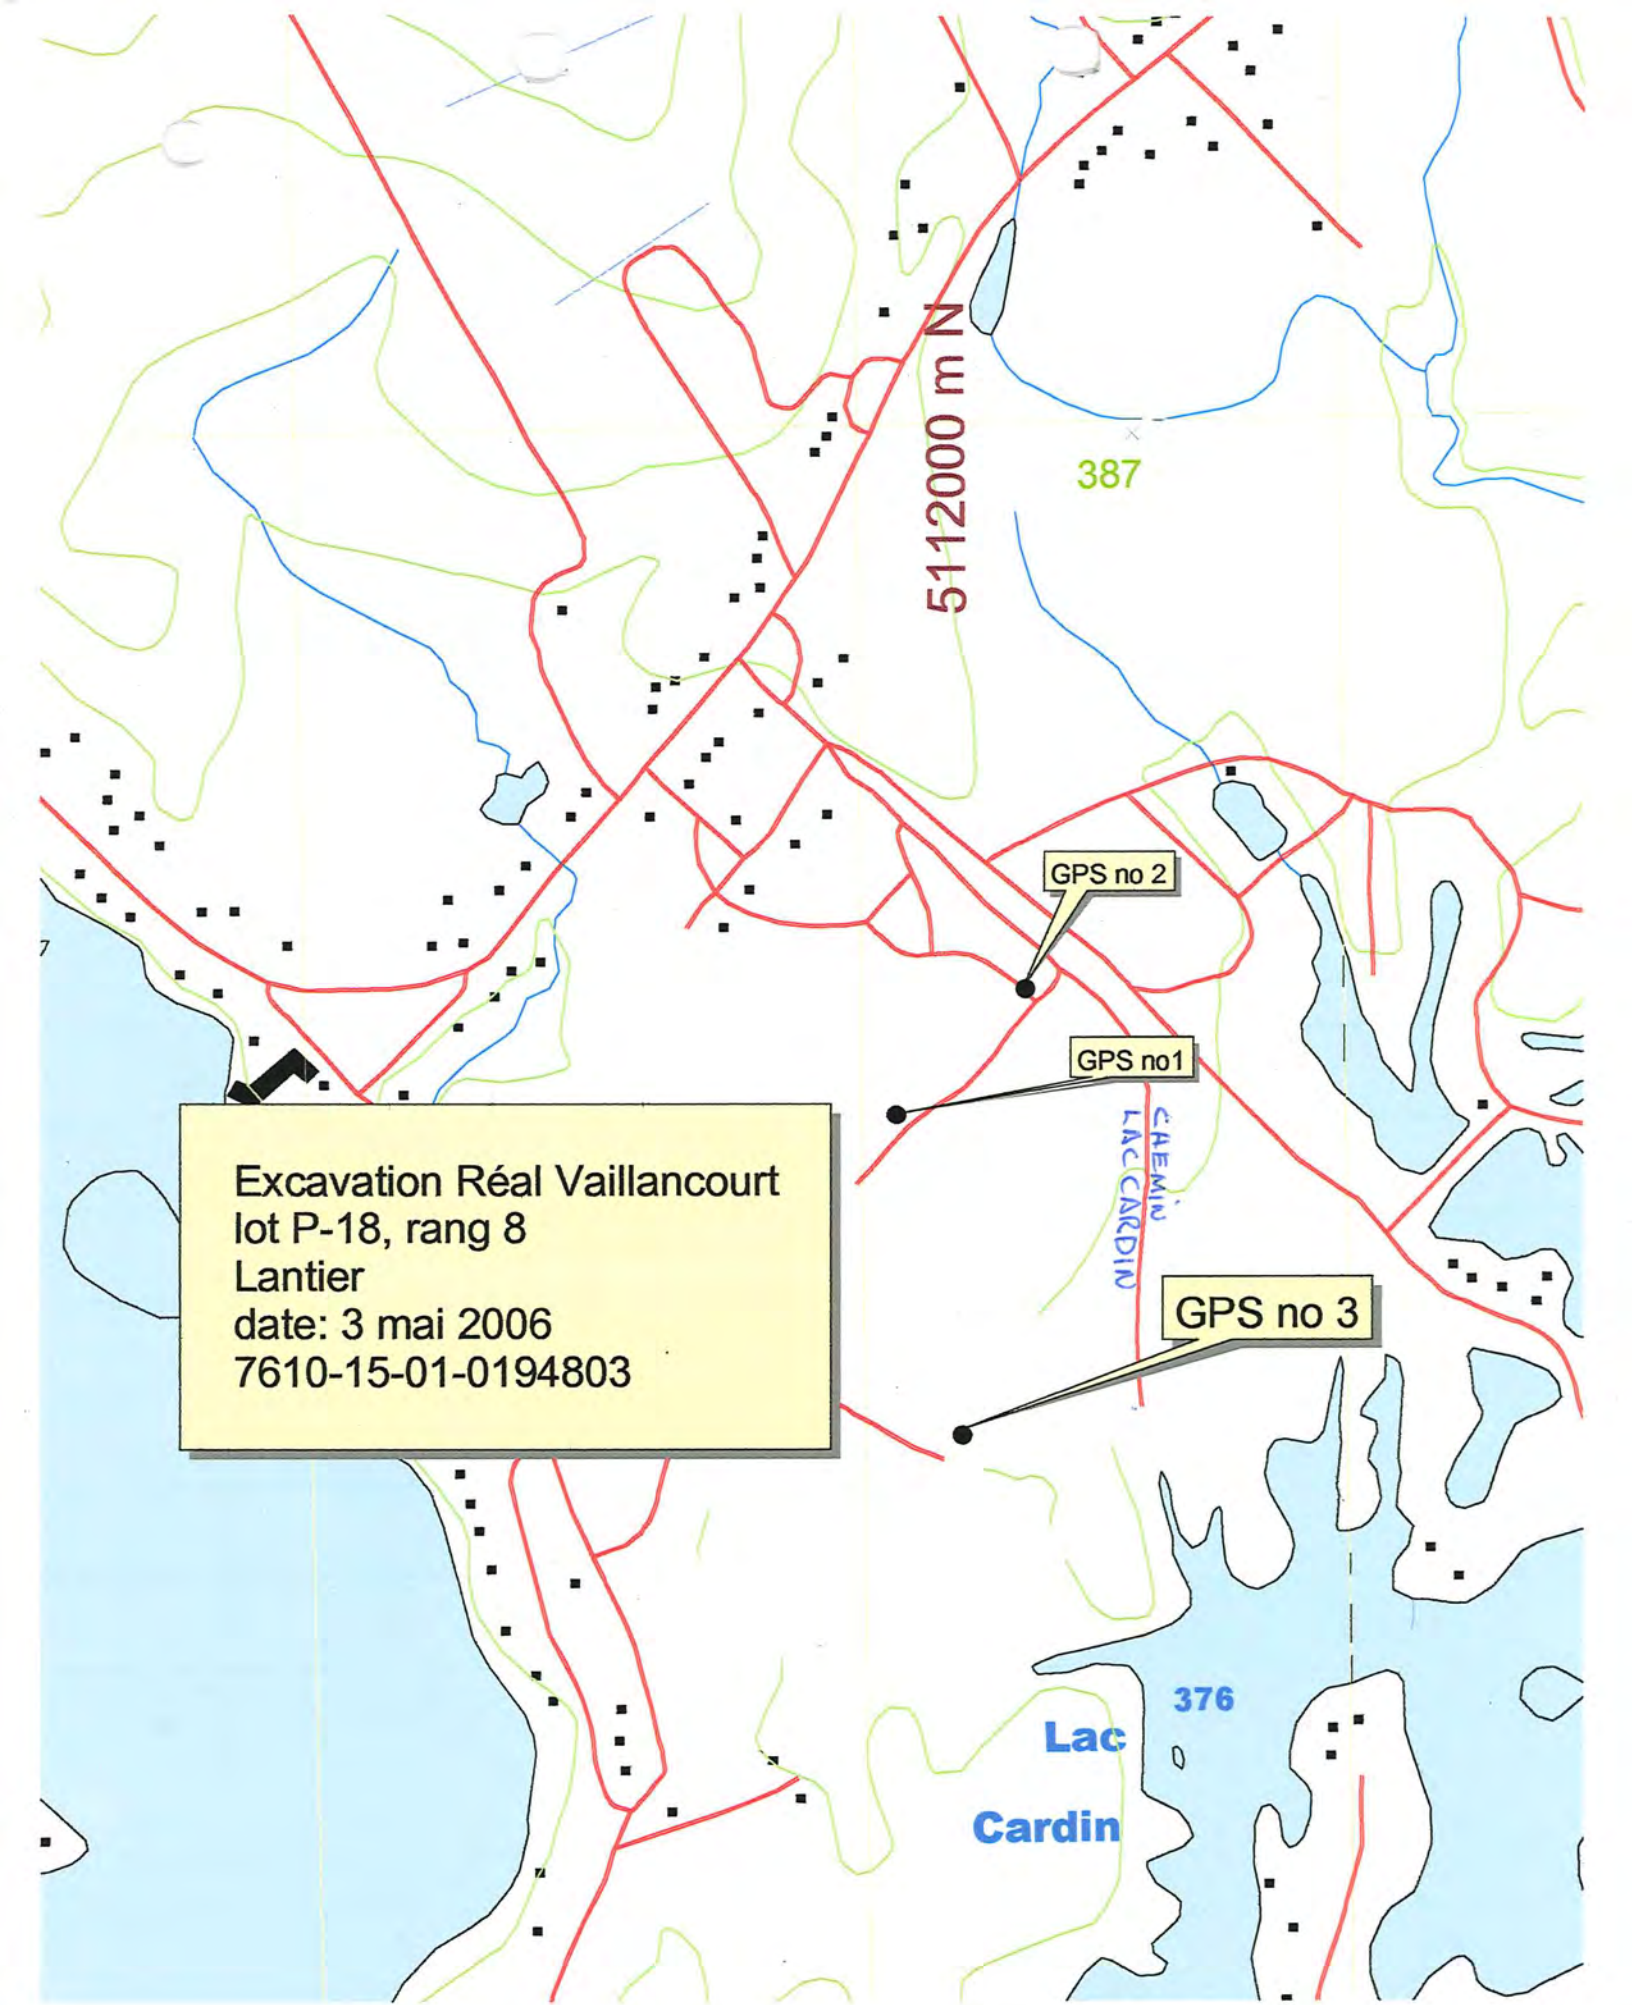 5112000 m N
387
GPS no 2
7
GPS no1
CHEMIN
LAC CARDIN
Excavation Réal Vaillancourt
lot P-18, rang 8
Lantier
date: 3 mai 2006
7610-15-01-0194803
GPS no 3
376
Lac
Cardin